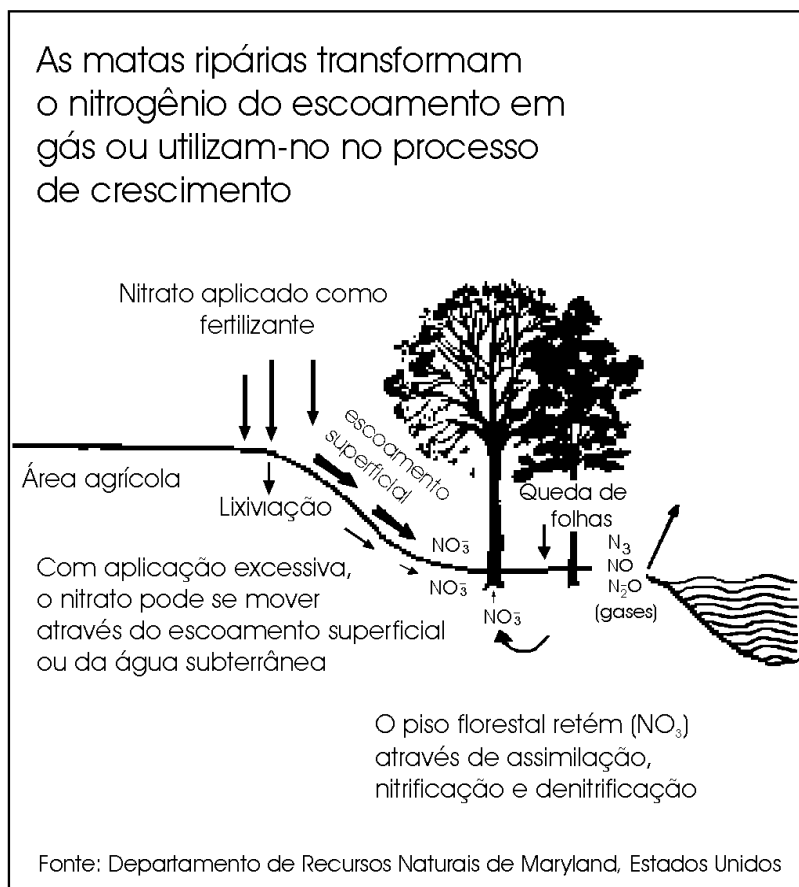 As matas ripárias transformam
o nitrogênio do escoamento em
gás ou utilizam-no no processo
de crescimento
Nitrato aplicado como
fertilizante
escoamento
superficial
Área agrícola
Lixiviação
Queda de
folhas
NO₃⁻
NO₃⁻
NO₃⁻
N₃
NO
N₂O
(gases)
Com aplicação excessiva,
o nitrato pode se mover
através do escoamento superficial
ou da água subterrânea
O piso florestal retém (NO₃)
através de assimilação,
nitrificação e denitrificação
Fonte: Departamento de Recursos Naturais de Maryland, Estados Unidos